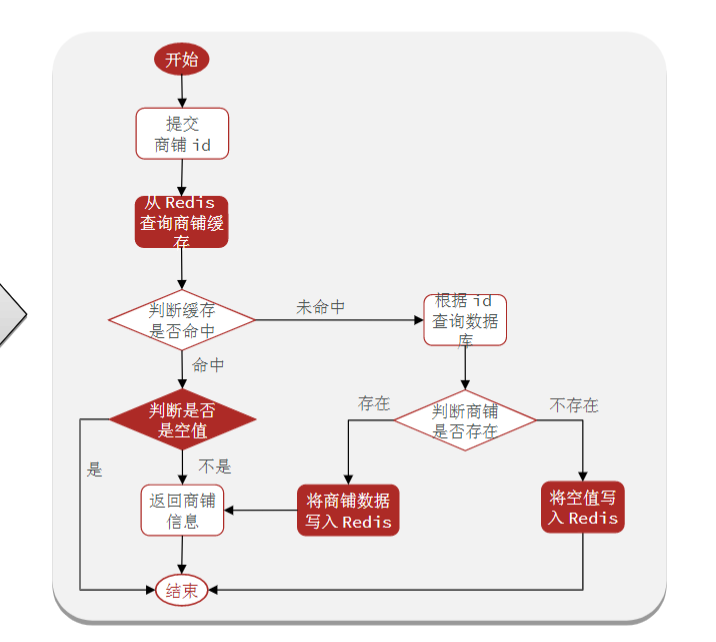 开始
提交
商铺 id
从 Redis
查询商铺缓
存
判断缓存
是否命中
未命中
根据 id
查询数据
库
命中
判断是否
是空值
存在
判断商铺
是否存在
不存在
是
不是
返回商铺
信息
将商铺数据
写入 Redis
将空值写
入 Redis
结束